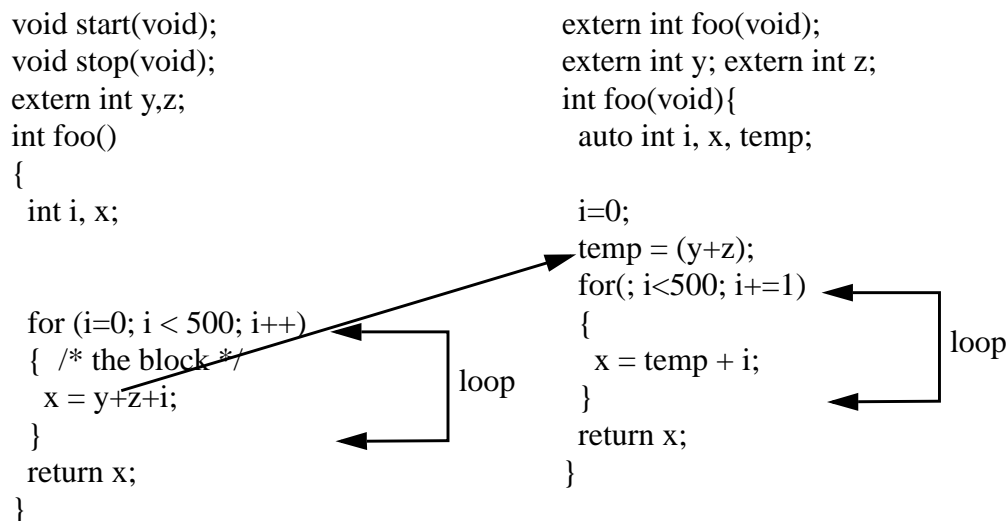 void start(void);
void stop(void);
extern int y,z;
int foo()
{
int i, x;
for (i=0; i < 500; i++)
{ /* the block */
x = y+z+i;
}
return x;
}
loop
extern int foo(void);
extern int y; extern int z;
int foo(void){
auto int i, x, temp;
i=0;
temp = (y+z);
for(; i<500; i+=1)
{
x = temp + i;
}
return x;
}
loop